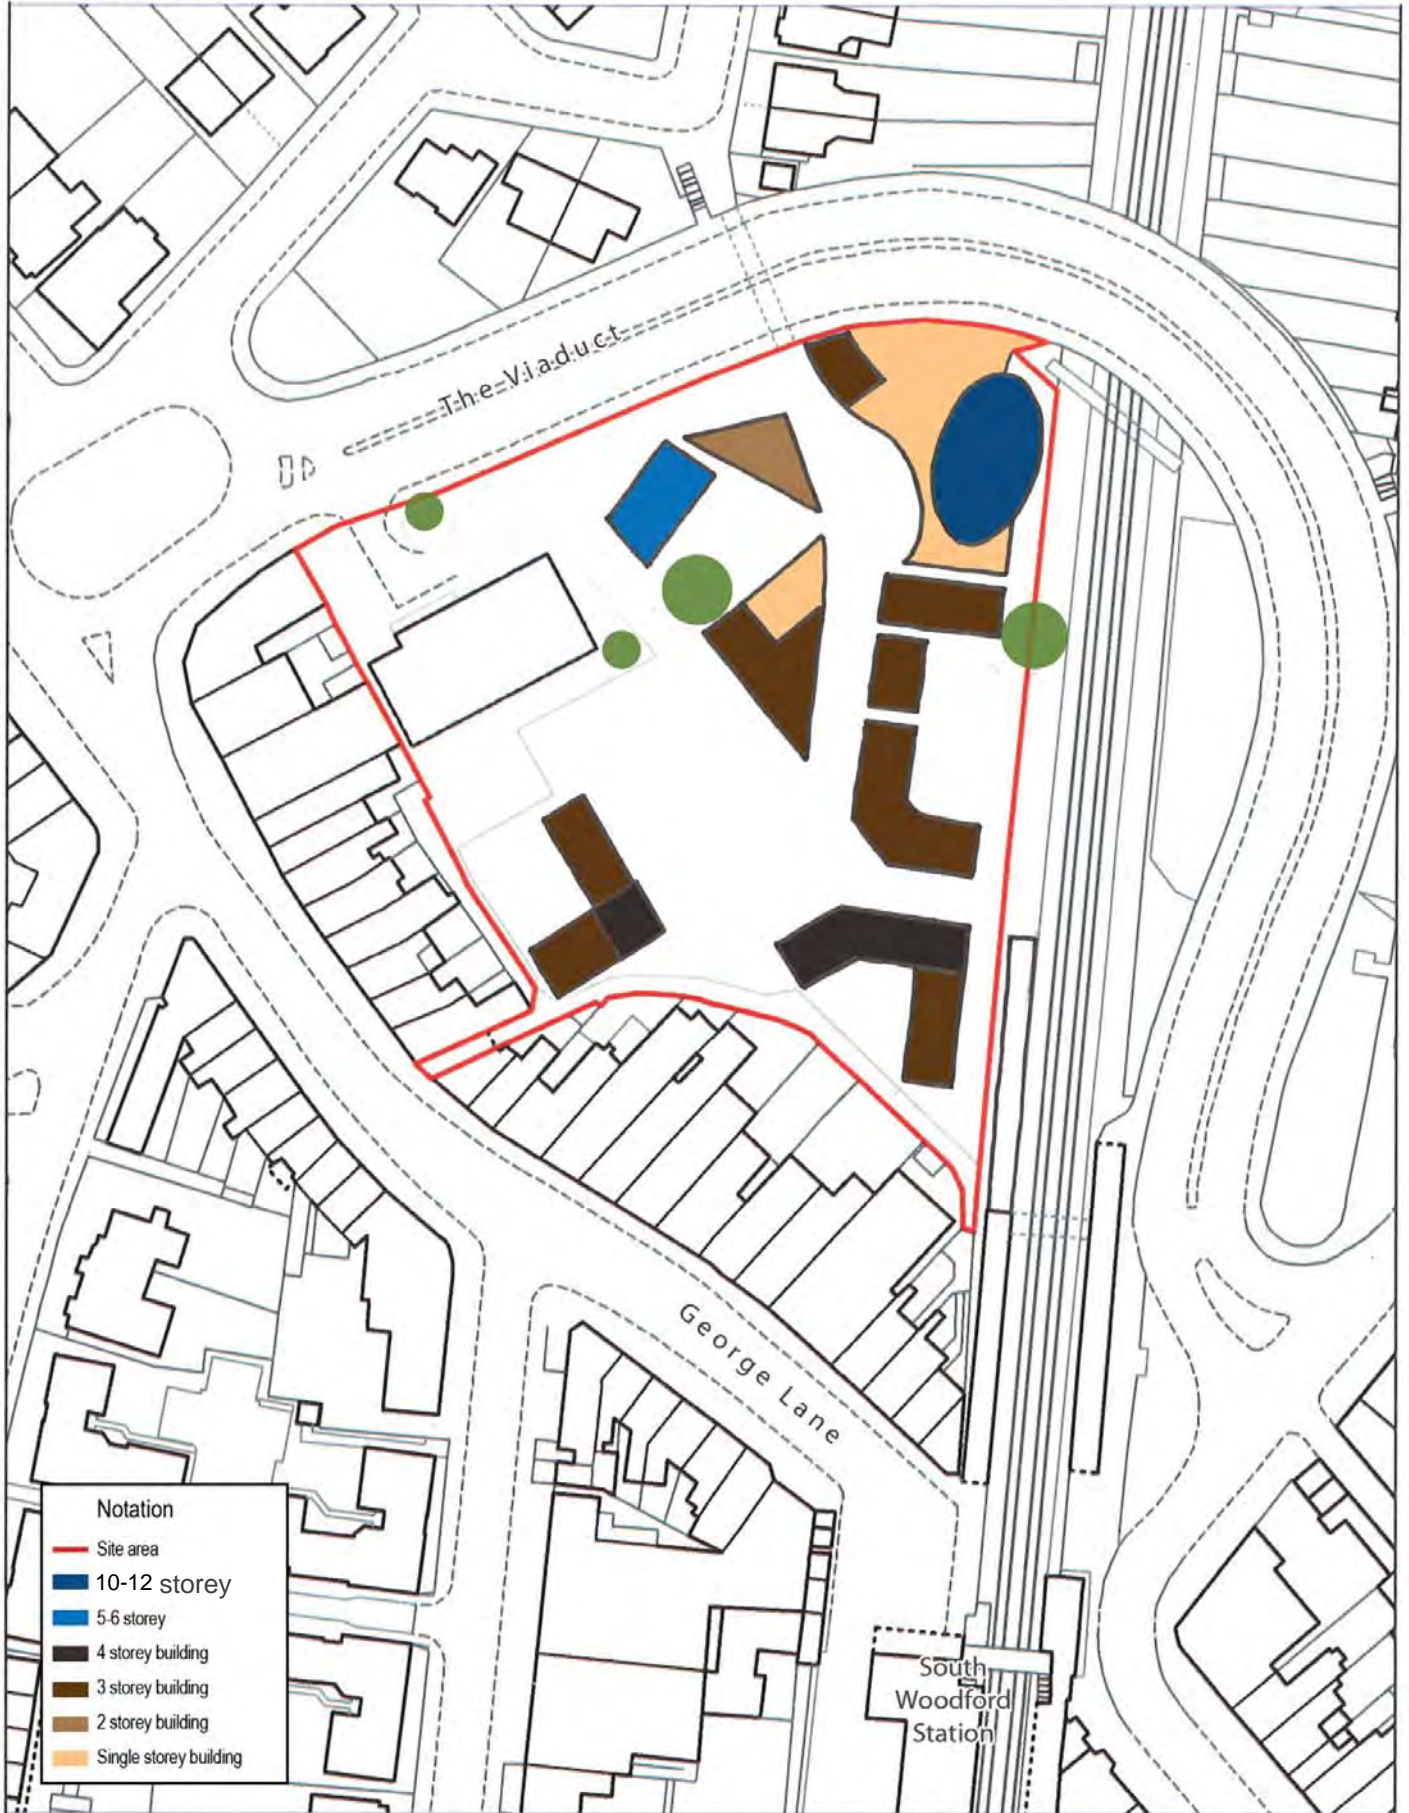 The Viaduct
George Lane
South
Woodford
Station
Notation
Site area
10-12 storey
5-6 storey
4 storey building
3 storey building
2 storey building
Single storey building